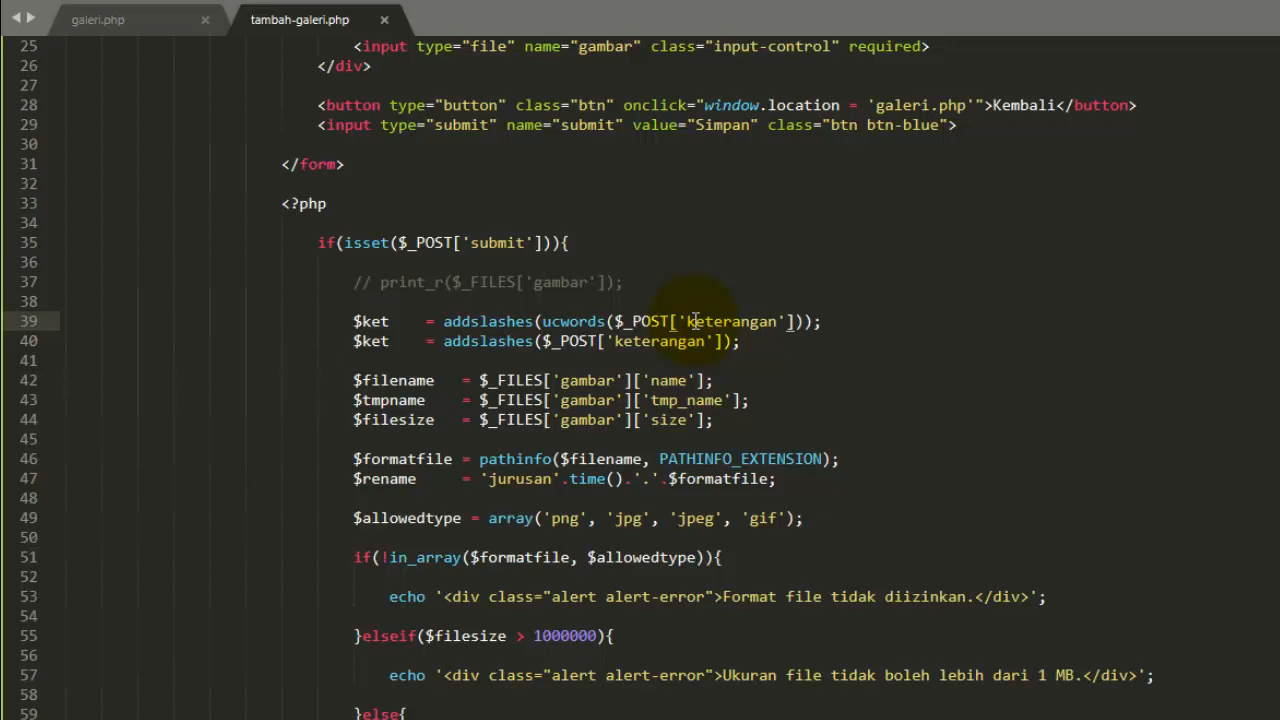 galeri.php × tambah-galeri.php ×
25 <input type="file" name="gambar" class="input-control" required>
26 </div>
27
28 <button type="button" class="btn" onclick="window.location = 'galeri.php'">Kembali</button>
29 <input type="submit" name="submit" value="Simpan" class="btn btn-blue">
30
31 </form>
32
33 <?php
34
35 if(isset($_POST['submit'])){
36
37 // print_r($_FILES['gambar']);
38
39 $ket = addslashes(ucwords($_POST['keterangan']));
40 $ket = addslashes($_POST['keterangan']);
41
42 $filename = $_FILES['gambar']['name'];
43 $tmpname = $_FILES['gambar']['tmp_name'];
44 $filesize = $_FILES['gambar']['size'];
45
46 $formatfile = pathinfo($filename, PATHINFO_EXTENSION);
47 $rename = 'jurusan'.time().'.'.$formatfile;
48
49 $allowedtype = array('png', 'jpg', 'jpeg', 'gif');
50
51 if(!in_array($formatfile, $allowedtype)){
52
53 echo '<div class="alert alert-error">Format file tidak diizinkan.</div>';
54
55 }elseif($filesize > 1000000){
56
57 echo '<div class="alert alert-error">Ukuran file tidak boleh lebih dari 1 MB.</div>';
58
59 }else{